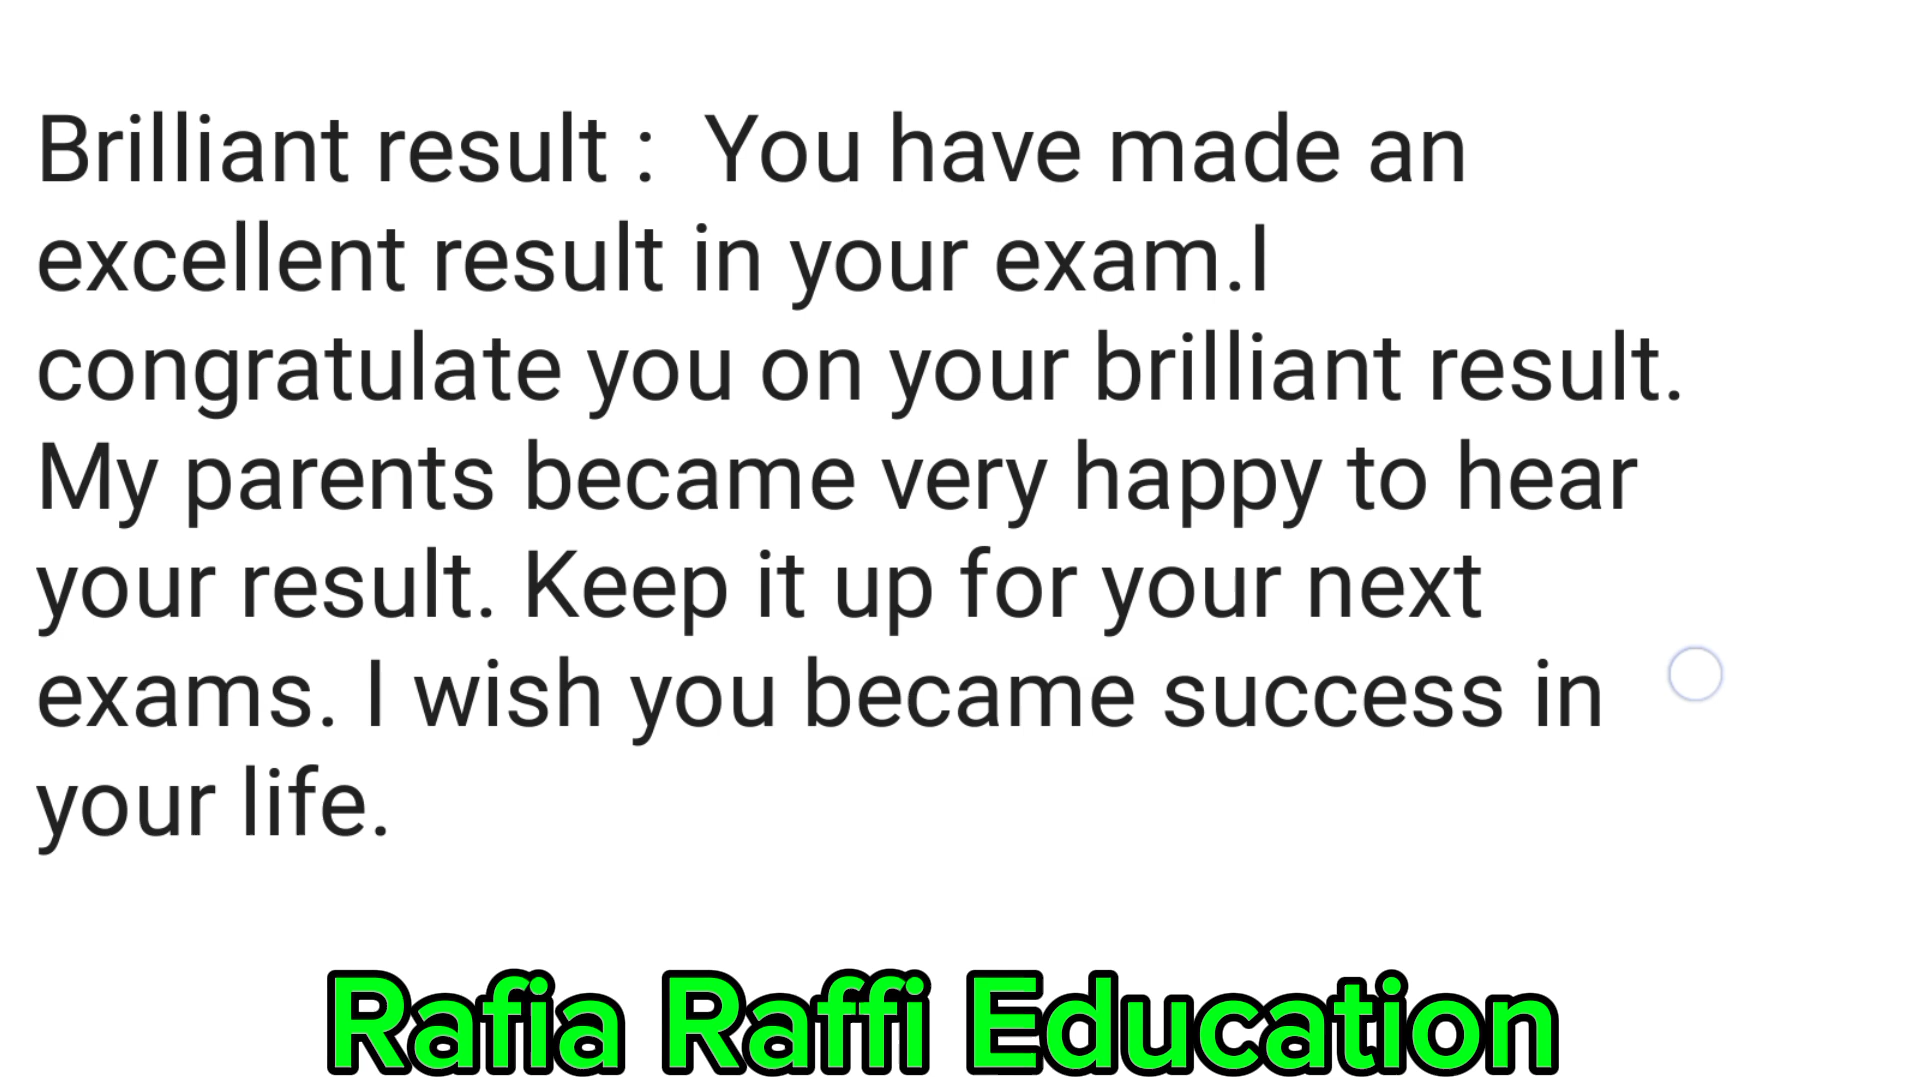 Brilliant result :  You have made an
excellent result in your exam.I
congratulate you on your brilliant result.
My parents became very happy to hear
your result. Keep it up for your next
exams. I wish you became success in
your life.
Rafia Raffi Education